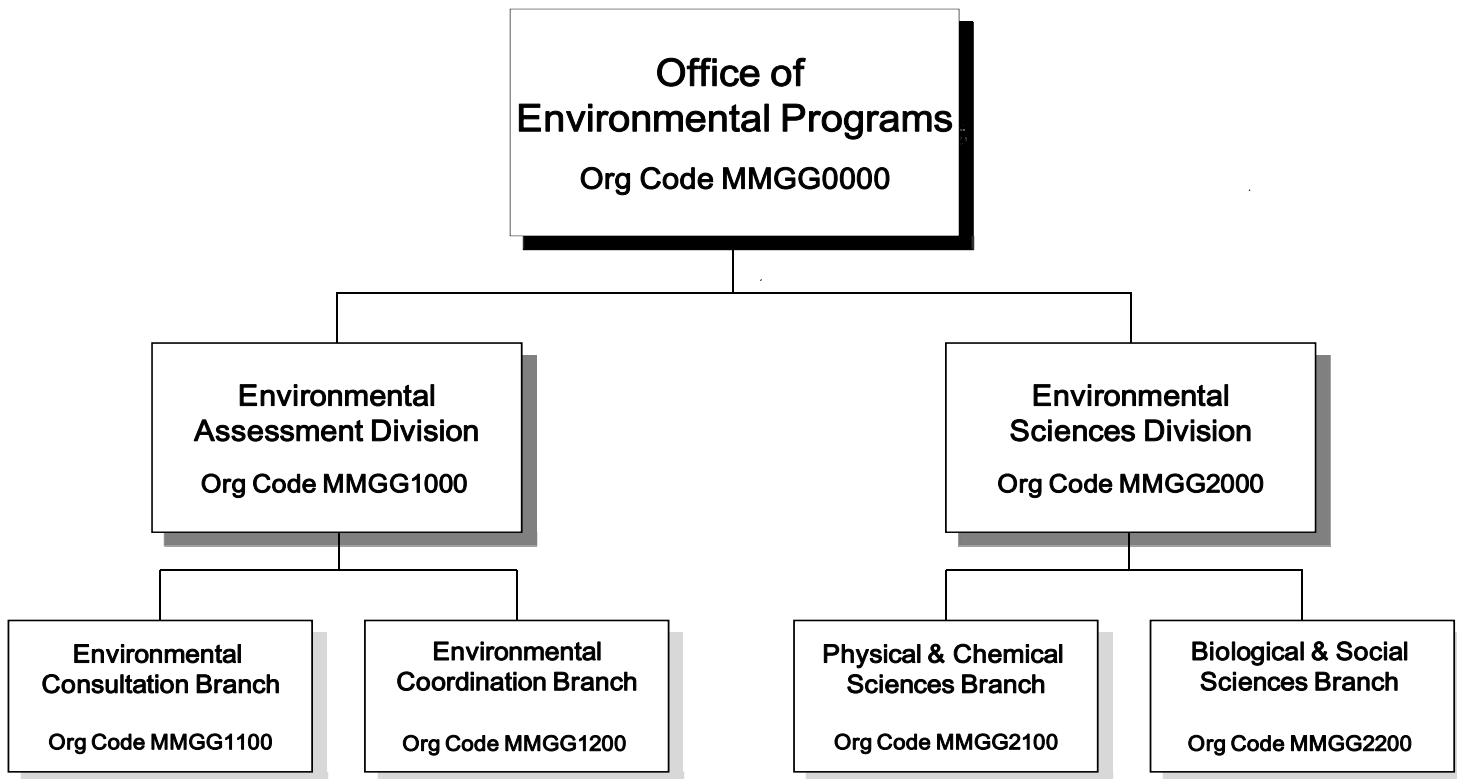 Office of
Environmental Programs
Org Code MMGG0000
Environmental
Assessment Division
Org Code MMGG1000
Environmental
Sciences Division
Org Code MMGG2000
Environmental
Consultation Branch
Org Code MMGG1100
Environmental
Coordination Branch
Org Code MMGG1200
Physical & Chemical
Sciences Branch
Org Code MMGG2100
Biological & Social
Sciences Branch
Org Code MMGG2200